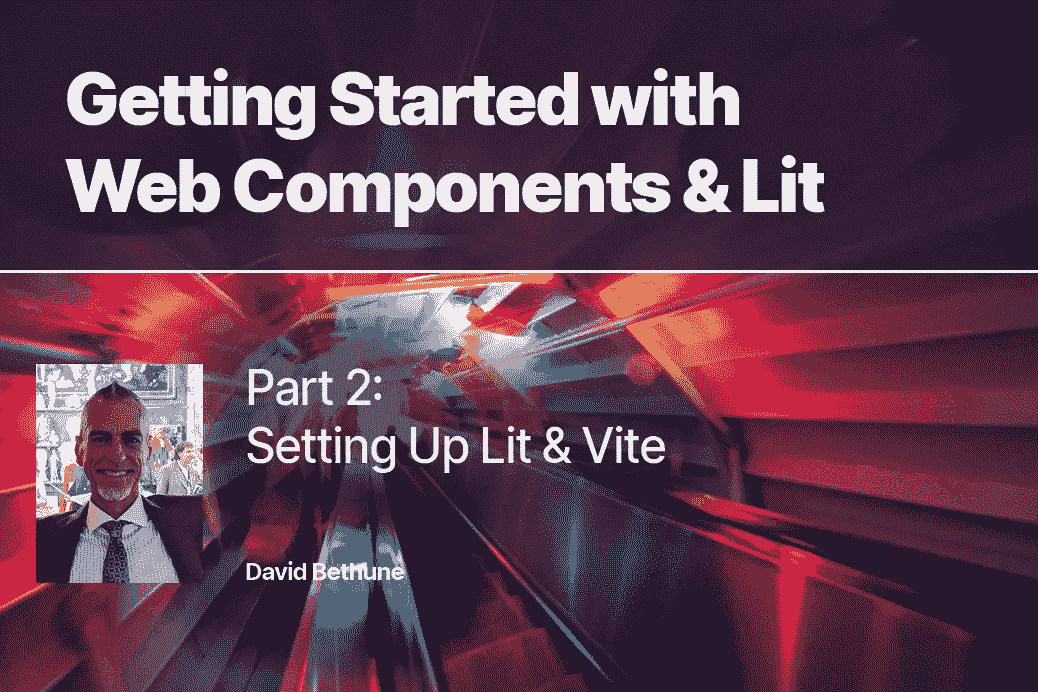 Getting Started with
Web Components & Lit
Part 2:
Setting Up Lit & Vite
David Bethune